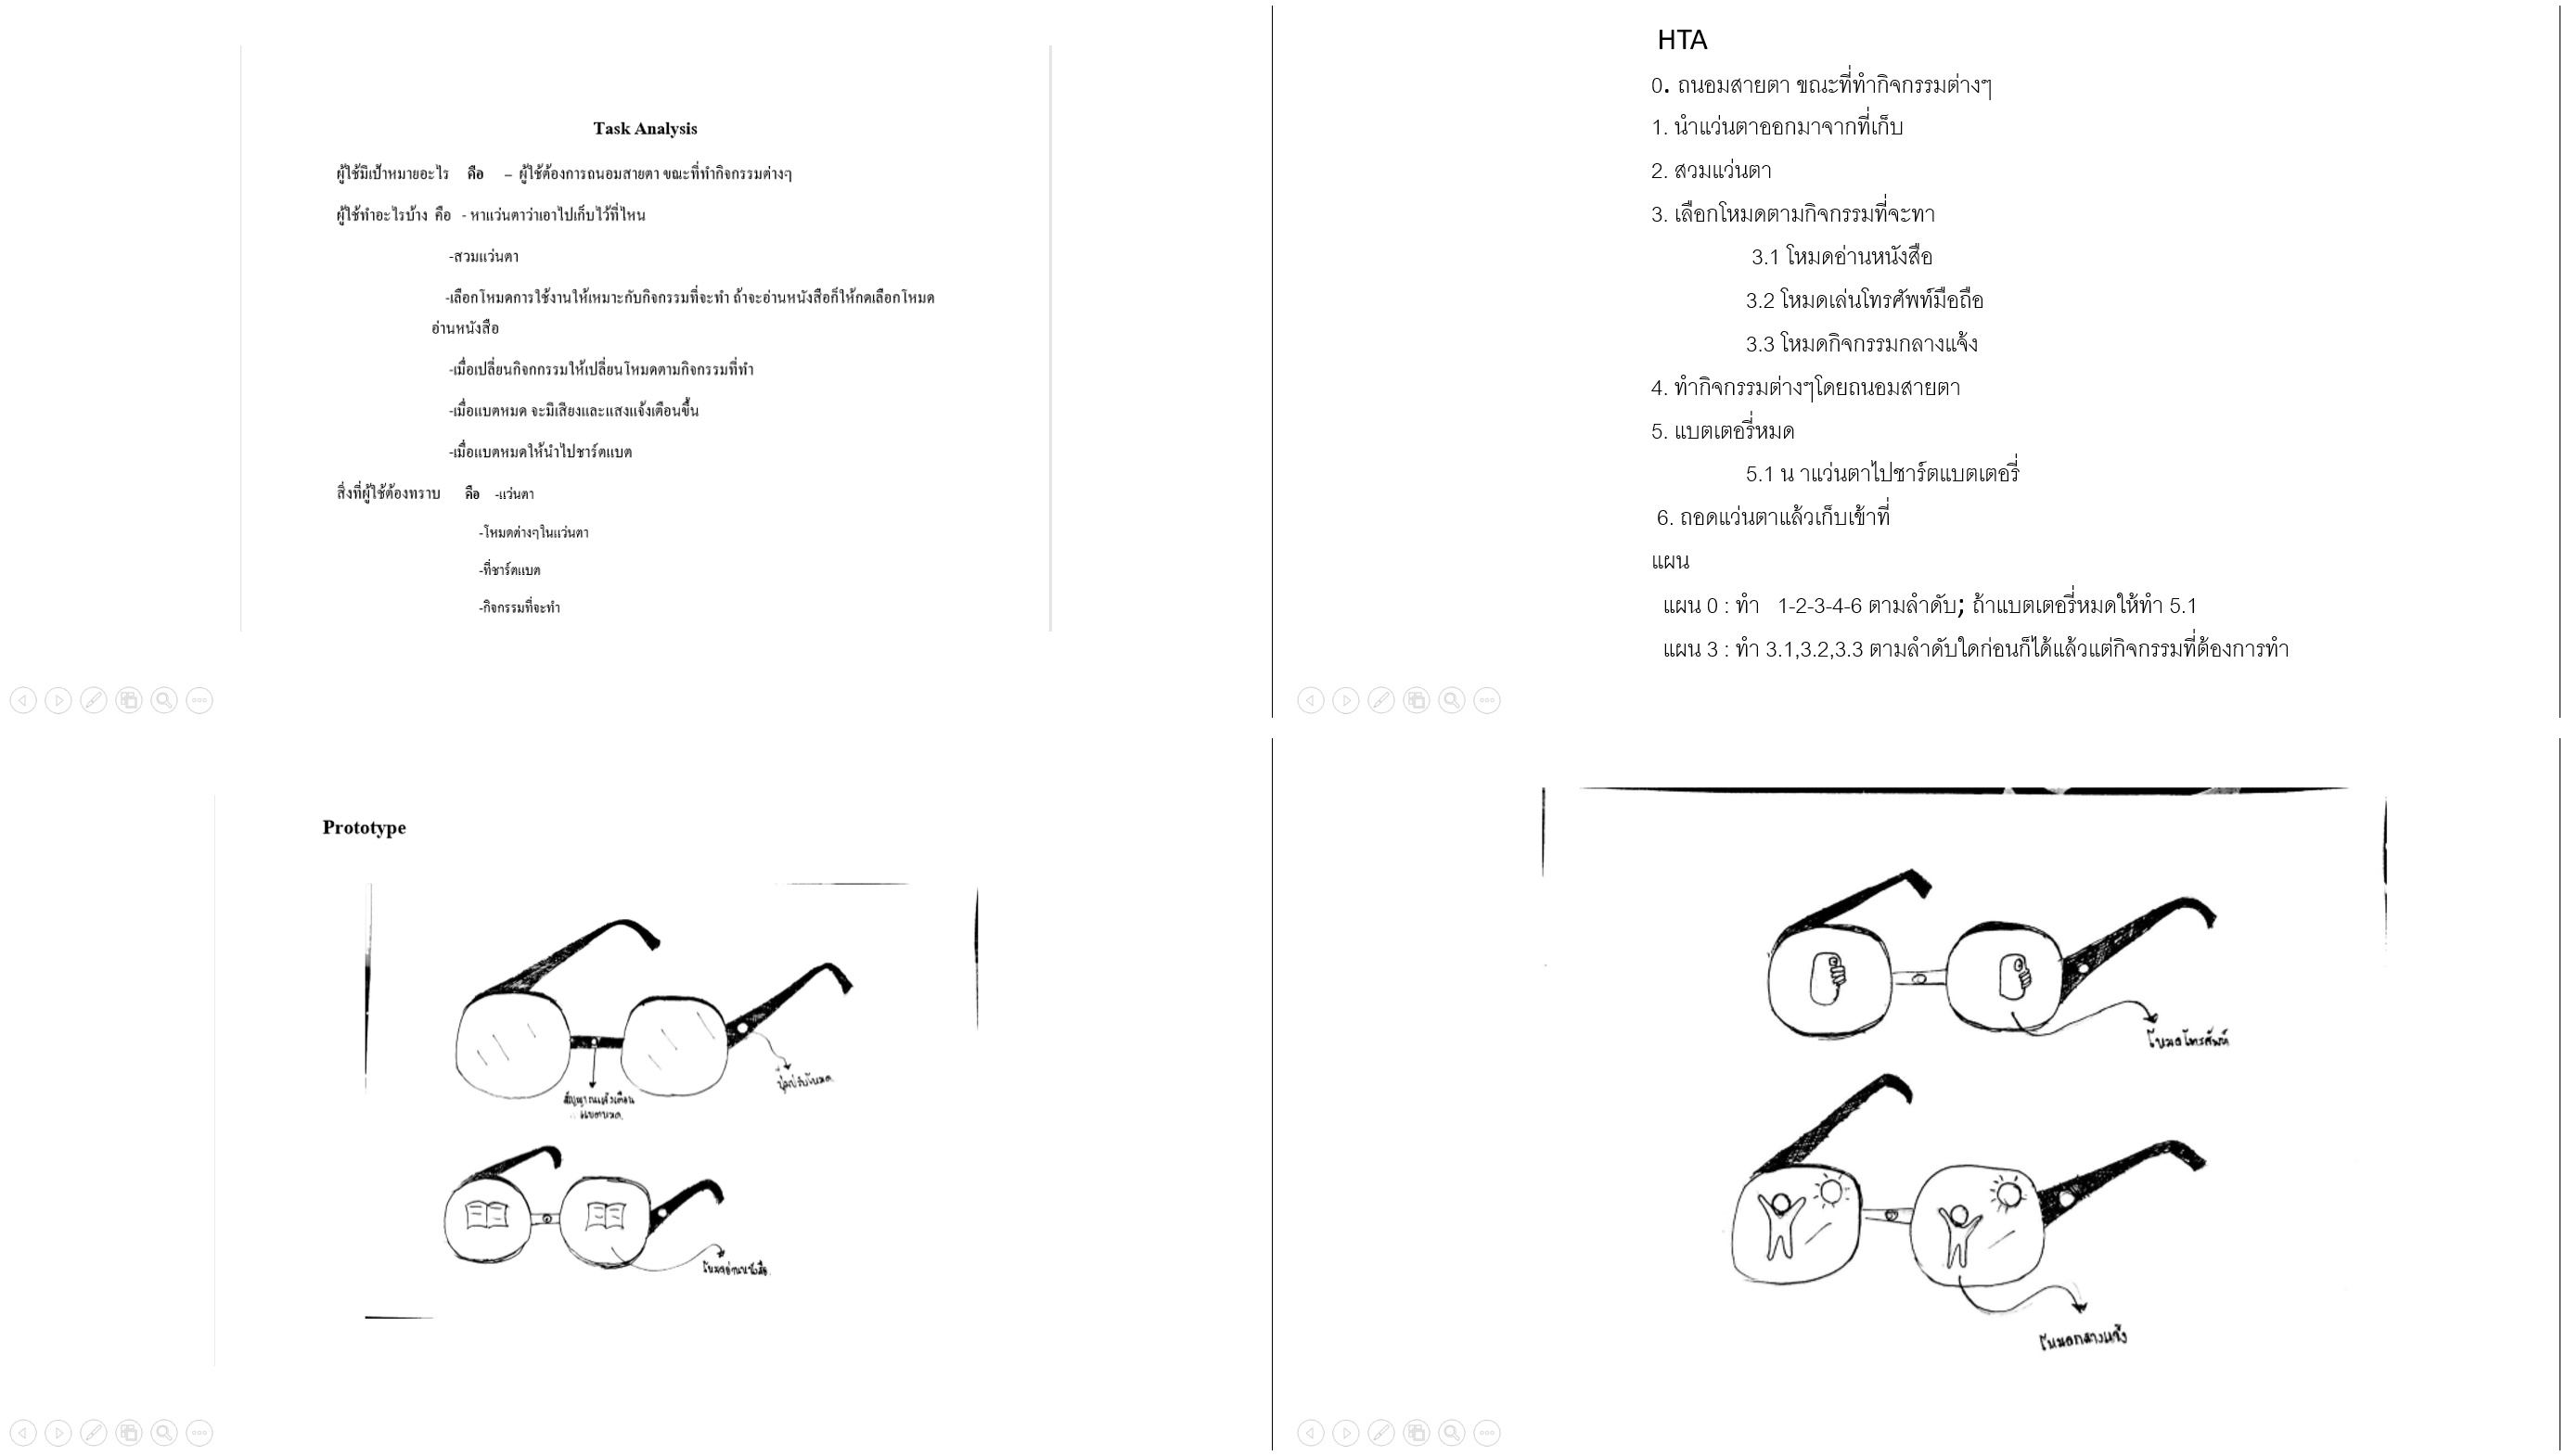 Task Analysis
ผู้ใช้มีเป้าหมายอะไร คือ – ผู้ใช้ต้องการถนอมสายตา ขณะที่ทำกิจกรรมต่างๆ
ผู้ใช้ทำอะไรบ้าง คือ - หาแว่นตาว่าเอาไปเก็บไว้ที่ไหน
-สวมแว่นตา
-เลือกโหมดการใช้งานให้เหมาะกับกิจกรรมที่จะทำ ถ้าจะอ่านหนังสือก็ให้กดเลือกโหมด
อ่านหนังสือ
-เมื่อเปลี่ยนกิจกกรรมให้เปลี่ยนโหมดตามกิจกรรมที่ทำ
-เมื่อแบตหมด จะมีเสียงและแสงแจ้งเตือนขึ้น
-เมื่อแบตหมดให้นำไปชาร์ตแบต
สิ่งที่ผู้ใช้ต้องทราบ คือ -แว่นตา
-โหมดต่างๆในแว่นตา
-ที่ชาร์ตแบต
-กิจกรรมที่จะทำ
HTA
0. ถนอมสายตา ขณะที่ทำกิจกรรมต่างๆ
1. นำแว่นตาออกมาจากที่เก็บ
2. สวมแว่นตา
3. เลือกโหมดตามกิจกรรมที่จะทา
3.1 โหมดอ่านหนังสือ
3.2 โหมดเล่นโทรศัพท์มือถือ
3.3 โหมดกิจกรรมกลางแจ้ง
4. ทำกิจกรรมต่างๆโดยถนอมสายตา
5. แบตเตอรี่หมด
5.1 น าแว่นตาไปชาร์ตแบตเตอรี่
6. ถอดแว่นตาแล้วเก็บเข้าที่
แผน
แผน 0 : ทำ 1-2-3-4-6 ตามลำดับ; ถ้าแบตเตอรี่หมดให้ทำ 5.1
แผน 3 : ทำ 3.1,3.2,3.3 ตามลำดับใดก่อนก็ได้แล้วแต่กิจกรรมที่ต้องการทำ
Prototype
สัญญาณแจ้งเตือน
แบตหมด
ปุ่มปรับโหมด
โหมดอ่านหนังสือ
โหมดโทรศัพท์
โหมดกลางแจ้ง